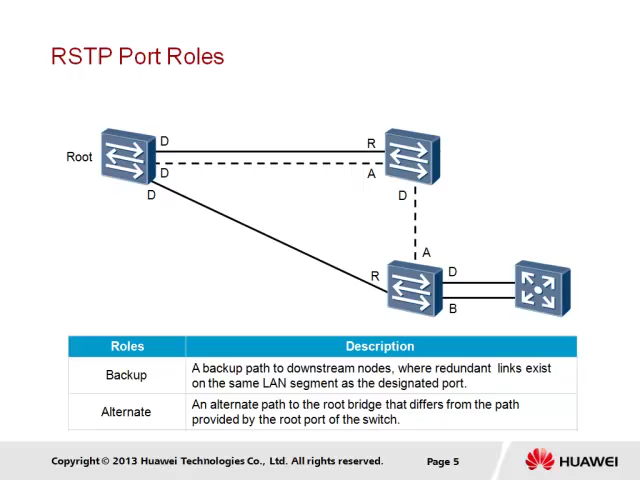 RSTP Port Roles
Root
D
R
D
A
D
D
A
R
D
B
Roles Description
Backup
A backup path to downstream nodes, where redundant links exist
on the same LAN segment as the designated port.
Alternate
An alternate path to the root bridge that differs from the path
provided by the root port of the switch.
Copyright © 2013 Huawei Technologies Co., Ltd. All rights reserved.
Page 5
HUAWEI